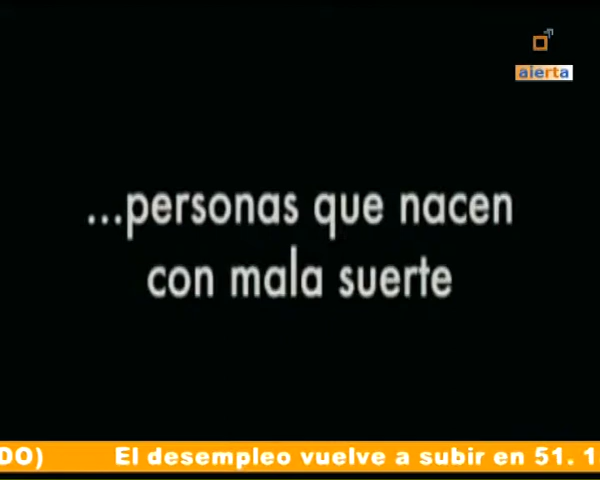 alerta
...personas que nacen
con mala suerte
DO) El desempleo vuelve a subir en 51. 1